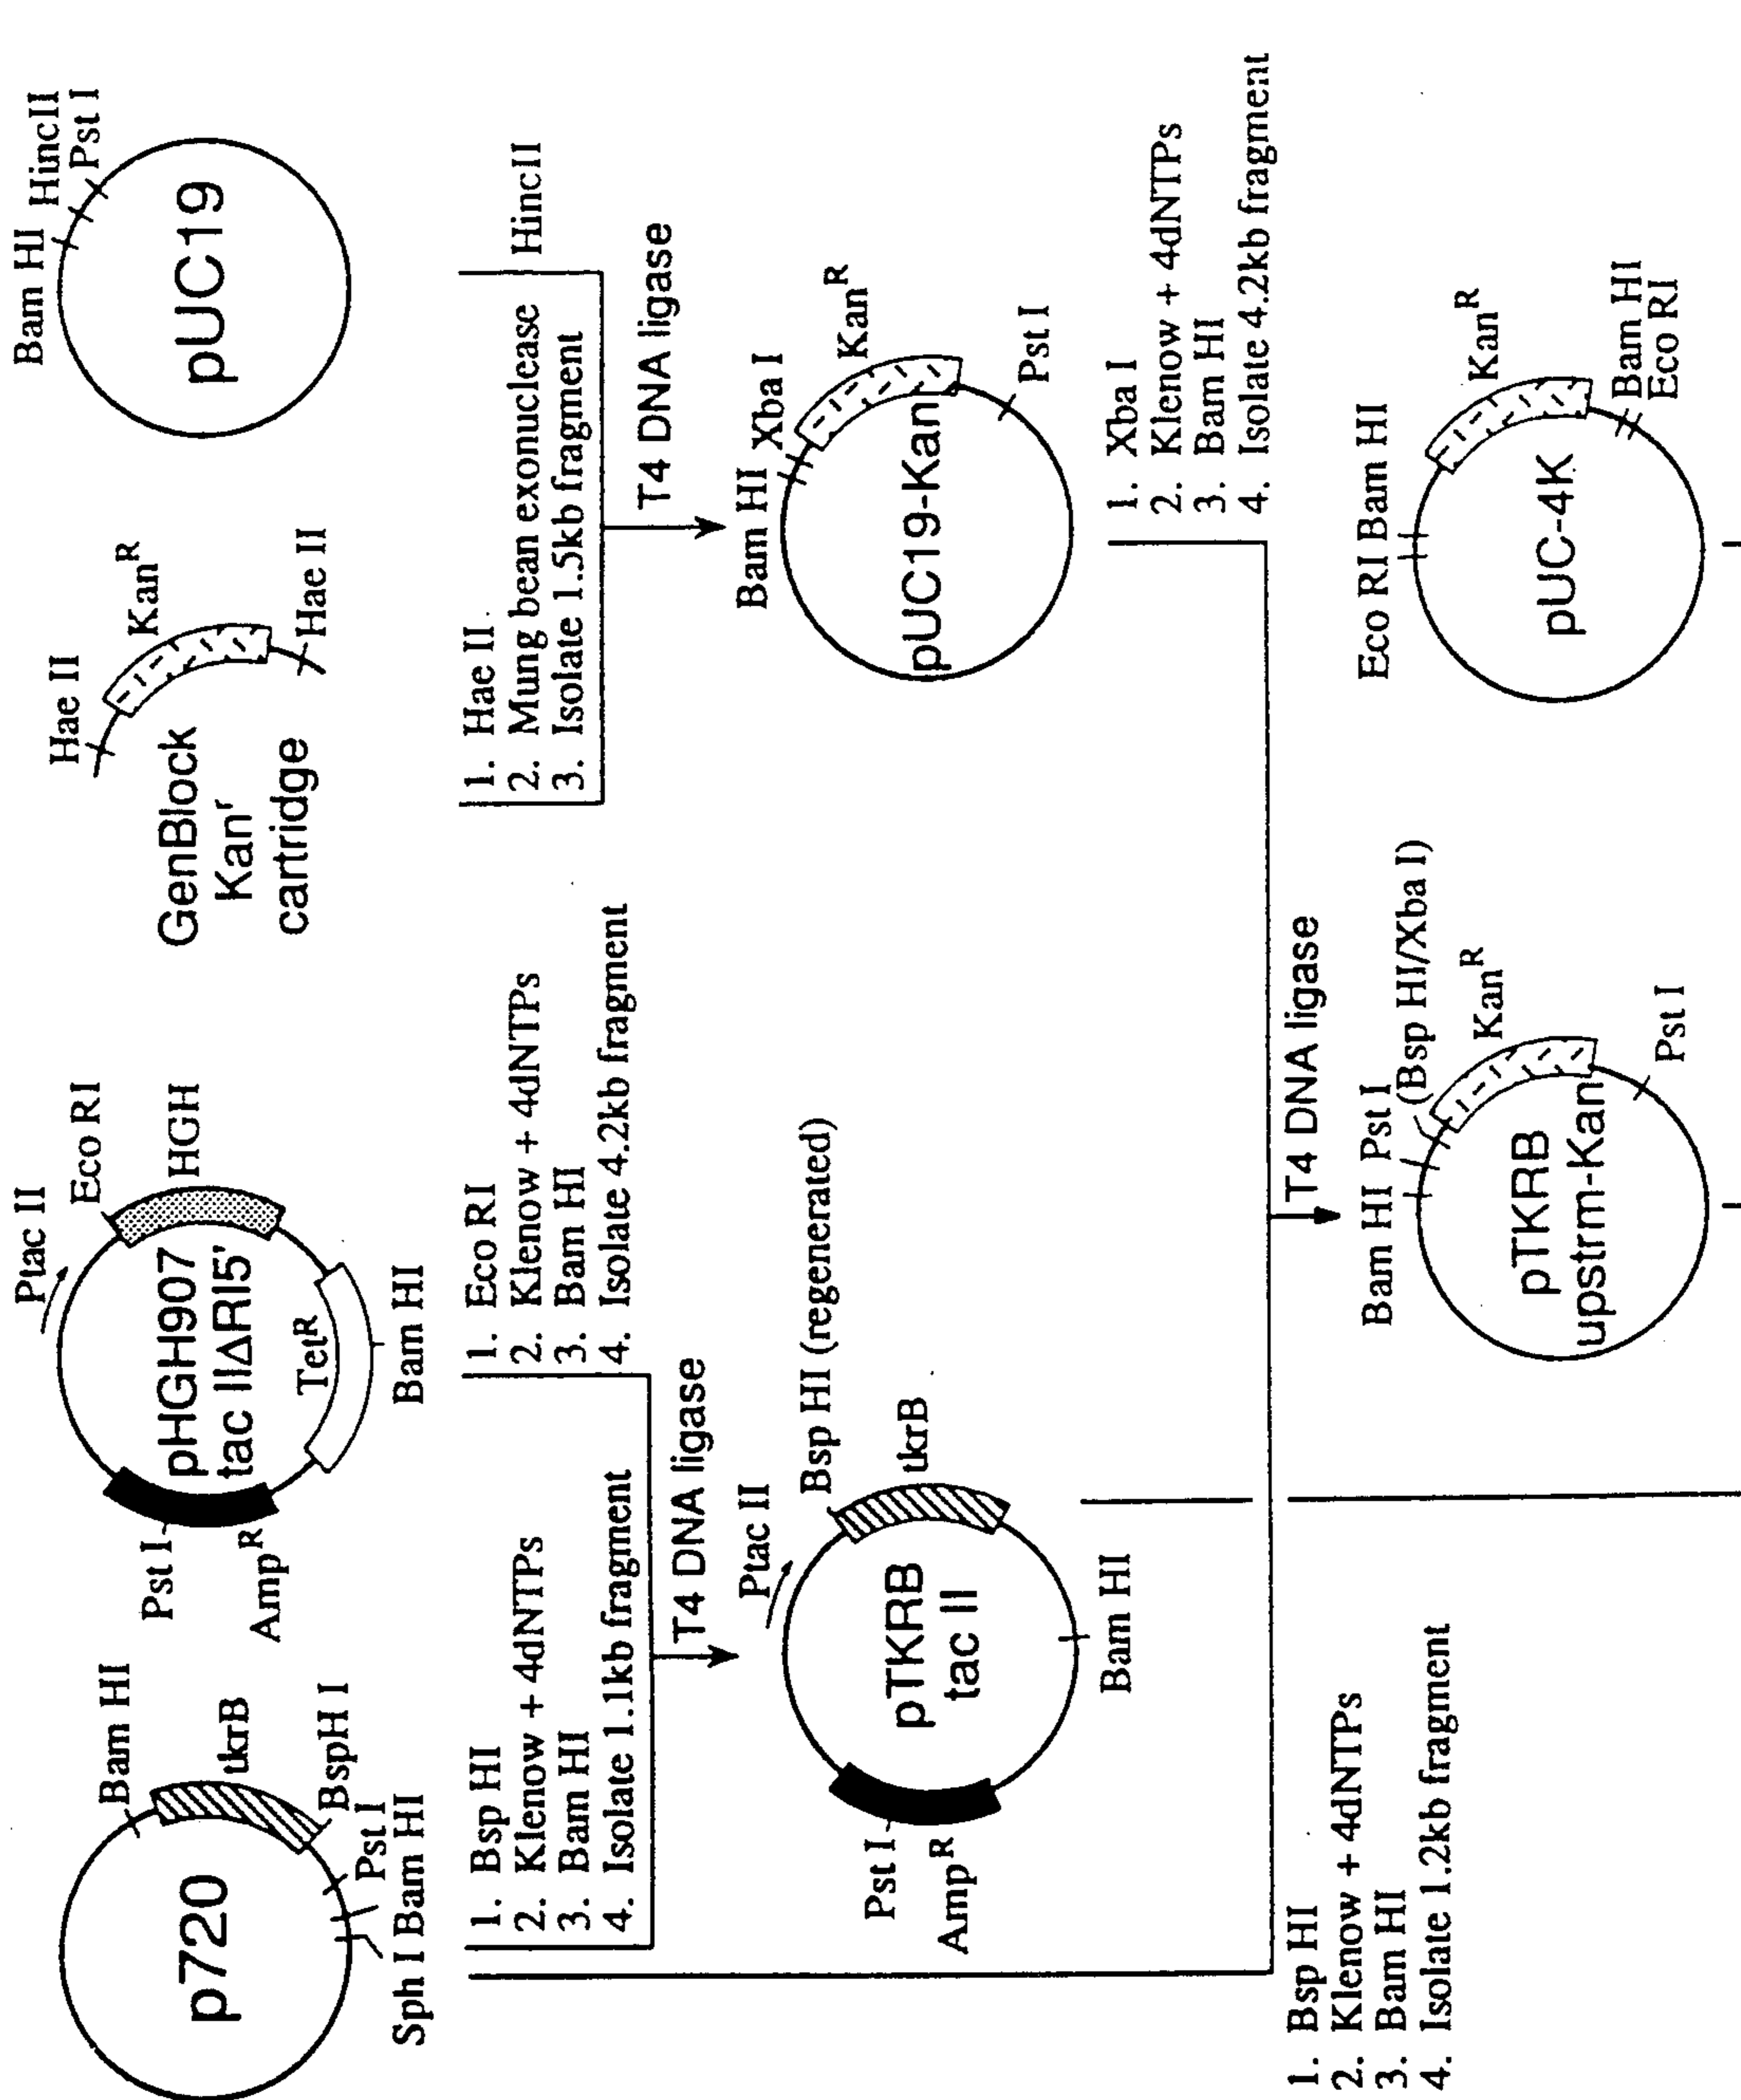 Bam HI
tkrB
BspH I
Pst I
Sph I Bam HI
p720
Ptac II
Eco RI
HGH
pHGH907
tac IIΔRI5'
Pst I
Amp^R
Tet^R
Bam HI
Hae II
Kan^R
Hae II
GenBlock
Kan^r
cartridge
Bam HI HincII
Pst I
pUC19
1. Bsp HI
2. Klenow + 4dNTPs
3. Bam HI
4. Isolate 1.1kb fragment
1. Eco RI
2. Klenow + 4dNTPs
3. Bam HI
4. Isolate 4.2kb fragment
T4 DNA ligase
1. Hae II
2. Mung bean exonuclease
3. Isolate 1.5kb fragment
HincII
T4 DNA ligase
Ptac II
Bsp HI (regenerated)
tkrB
pTKRB
tac II
Pst I
Amp^R
Bam HI
Bam HI Xba I
Kan^R
pUC19-Kan
Pst I
1. Xba I
2. Klenow + 4dNTPs
3. Bam HI
4. Isolate 4.2kb fragment
1. Bsp HI
2. Klenow + 4dNTPs
3. Bam HI
4. Isolate 1.2kb fragment
T4 DNA ligase
Bam HI Pst I
(Bsp HI/Xba I)
Kan^R
pTKRB
upstrm-Kan
Pst I
Eco RI Bam HI
Kan^R
pUC-4K
Bam HI
Eco RI